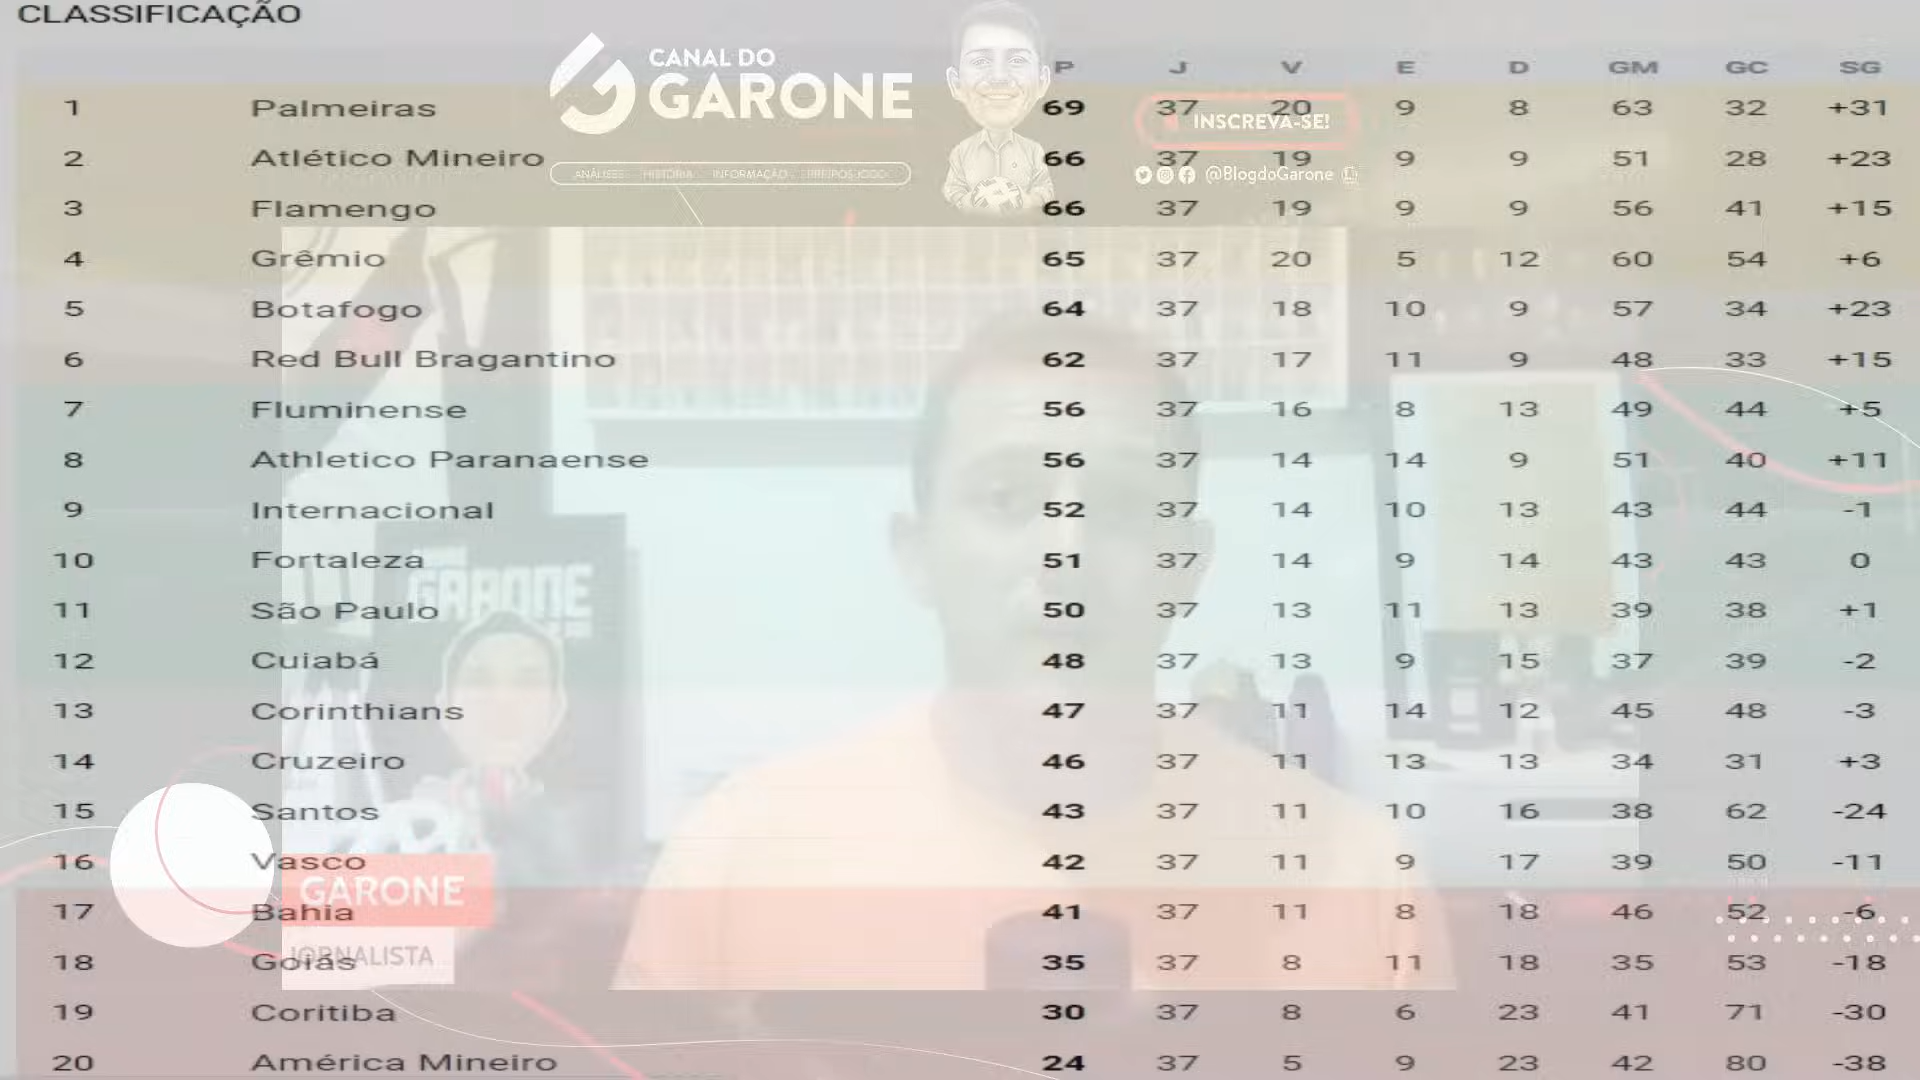 CLASSIFICAÇÃO
CANAL DO
GARONE
ANÁLISES HISTÓRIA INFORMAÇÃO PITEPOS JOGO
INSCREVA-SE!
@BlogdoGarone
P J V E D GM GC SG
1 Palmeiras 69 37 20 9 8 63 32 +31
2 Atlético Mineiro 66 37 19 9 9 51 28 +23
3 Flamengo 66 37 19 9 9 56 41 +15
4 Grêmio 65 37 20 5 12 60 54 +6
5 Botafogo 64 37 18 10 9 57 34 +23
6 Red Bull Bragantino 62 37 17 11 9 48 33 +15
7 Fluminense 56 37 16 8 13 49 44 +5
8 Athletico Paranaense 56 37 14 14 9 51 40 +11
9 Internacional 52 37 14 10 13 43 44 -1
10 Fortaleza 51 37 14 9 14 43 43 0
GARONE
11 São Paulo 50 37 13 11 13 39 38 +1
12 Cuiabá 48 37 13 9 15 37 39 -2
13 Corinthians 47 37 11 14 12 45 48 -3
14 Cruzeiro 46 37 11 13 13 34 31 +3
15 Santos 43 37 11 10 16 38 62 -24
16 Vasco 42 37 11 9 17 39 50 -11
GARONE
17 Bahia 41 37 11 8 18 46 52 -6
JORNALISTA
18 Goiás 35 37 8 11 18 35 53 -18
19 Coritiba 30 37 8 6 23 41 71 -30
20 América Mineiro 24 37 5 9 23 42 80 -38